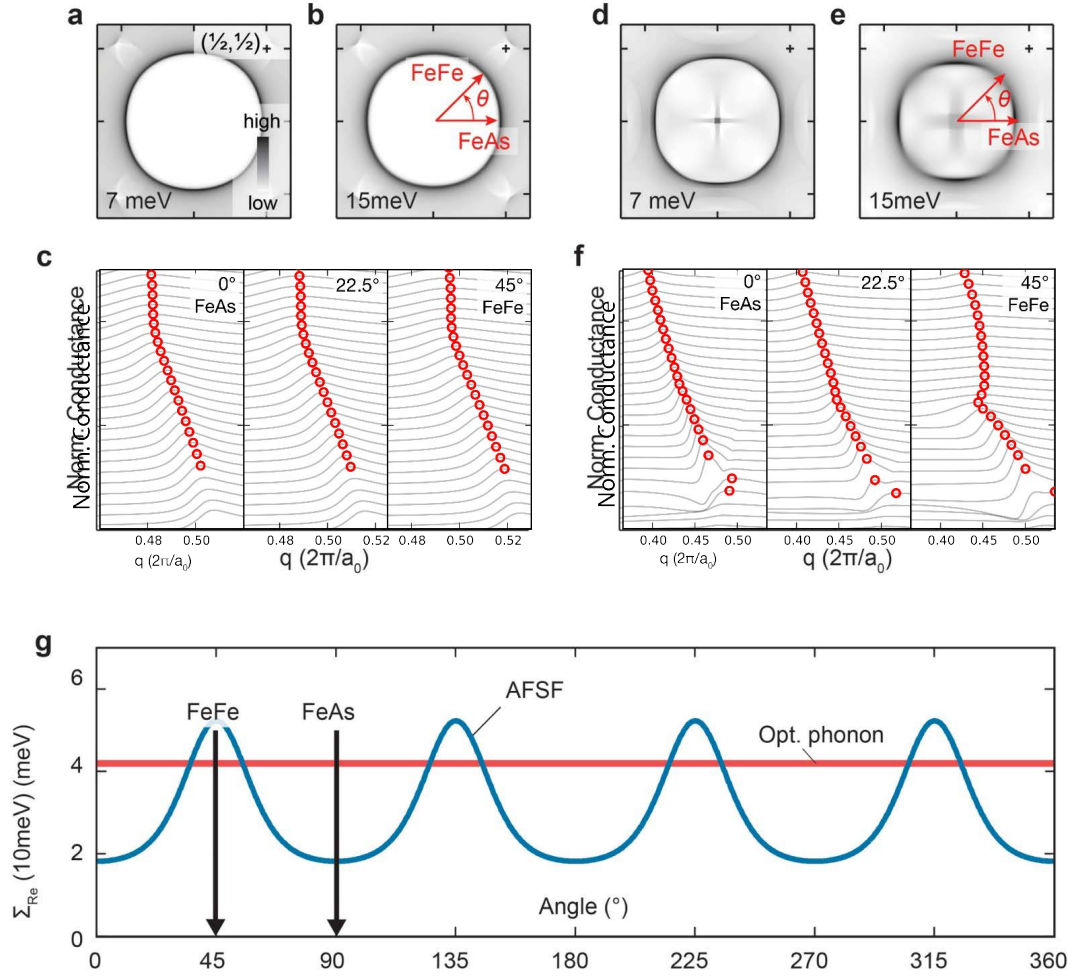 a
(½,½)
high
low
7 meV
b
FeFe
θ
FeAs
15meV
d
7 meV
e
FeFe
θ
FeAs
15meV
c
Norm. Conductance
Norm. Conductance
0°
FeAs
22.5°
45°
FeFe
0.48 0.50
0.48 0.50 0.52
0.48 0.50 0.52
q (2π/a₀)
q (2π/a₀)
f
Norm. Conductance
Norm. Conductance
0°
FeAs
22.5°
45°
FeFe
0.40 0.45 0.50
0.40 0.45 0.50
0.40 0.45 0.50
q (2π/a₀)
q (2π/a₀)
g
Σ_Re (10meV) (meV)
6
4
2
0
FeFe
FeAs
AFSF
Opt. phonon
Angle (°)
0 45 90 135 180 225 270 315 360